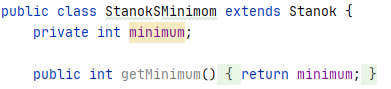 public class StanokSMinimom extends Stanok {
private int minimum;
public int getMinimum() { return minimum; }